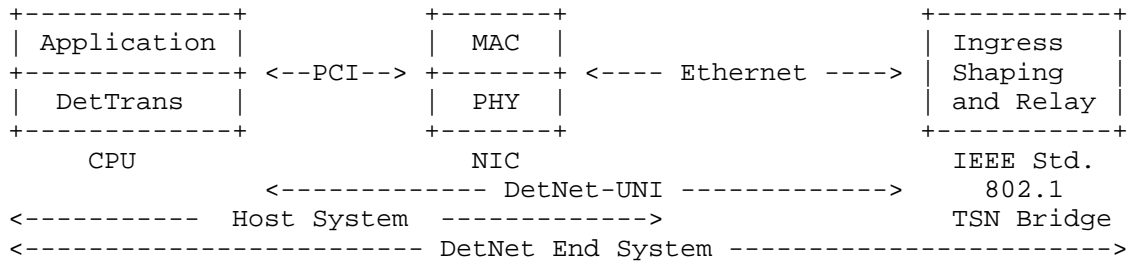 +-------------+         +-------+                      +-----------+
| Application |         |  MAC  |                      | Ingress   |
+-------------+ <--PCI--> +-------+ <---- Ethernet ----> | Shaping   |
|  DetTrans   |         |  PHY  |                      | and Relay |
+-------------+         +-------+                      +-----------+
CPU NIC IEEE Std.
<------------- DetNet-UNI -------------> 802.1
<----------- Host System -------------> TSN Bridge
<------------------------- DetNet End System ------------------------>